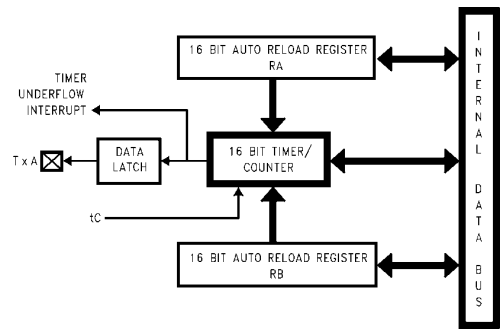 16 BIT AUTO RELOAD REGISTER
RA
TIMER
UNDERFLOW
INTERRUPT
T x A
DATA
LATCH
16 BIT TIMER/
COUNTER
tC
16 BIT AUTO RELOAD REGISTER
RB
INTERNAL DATA BUS